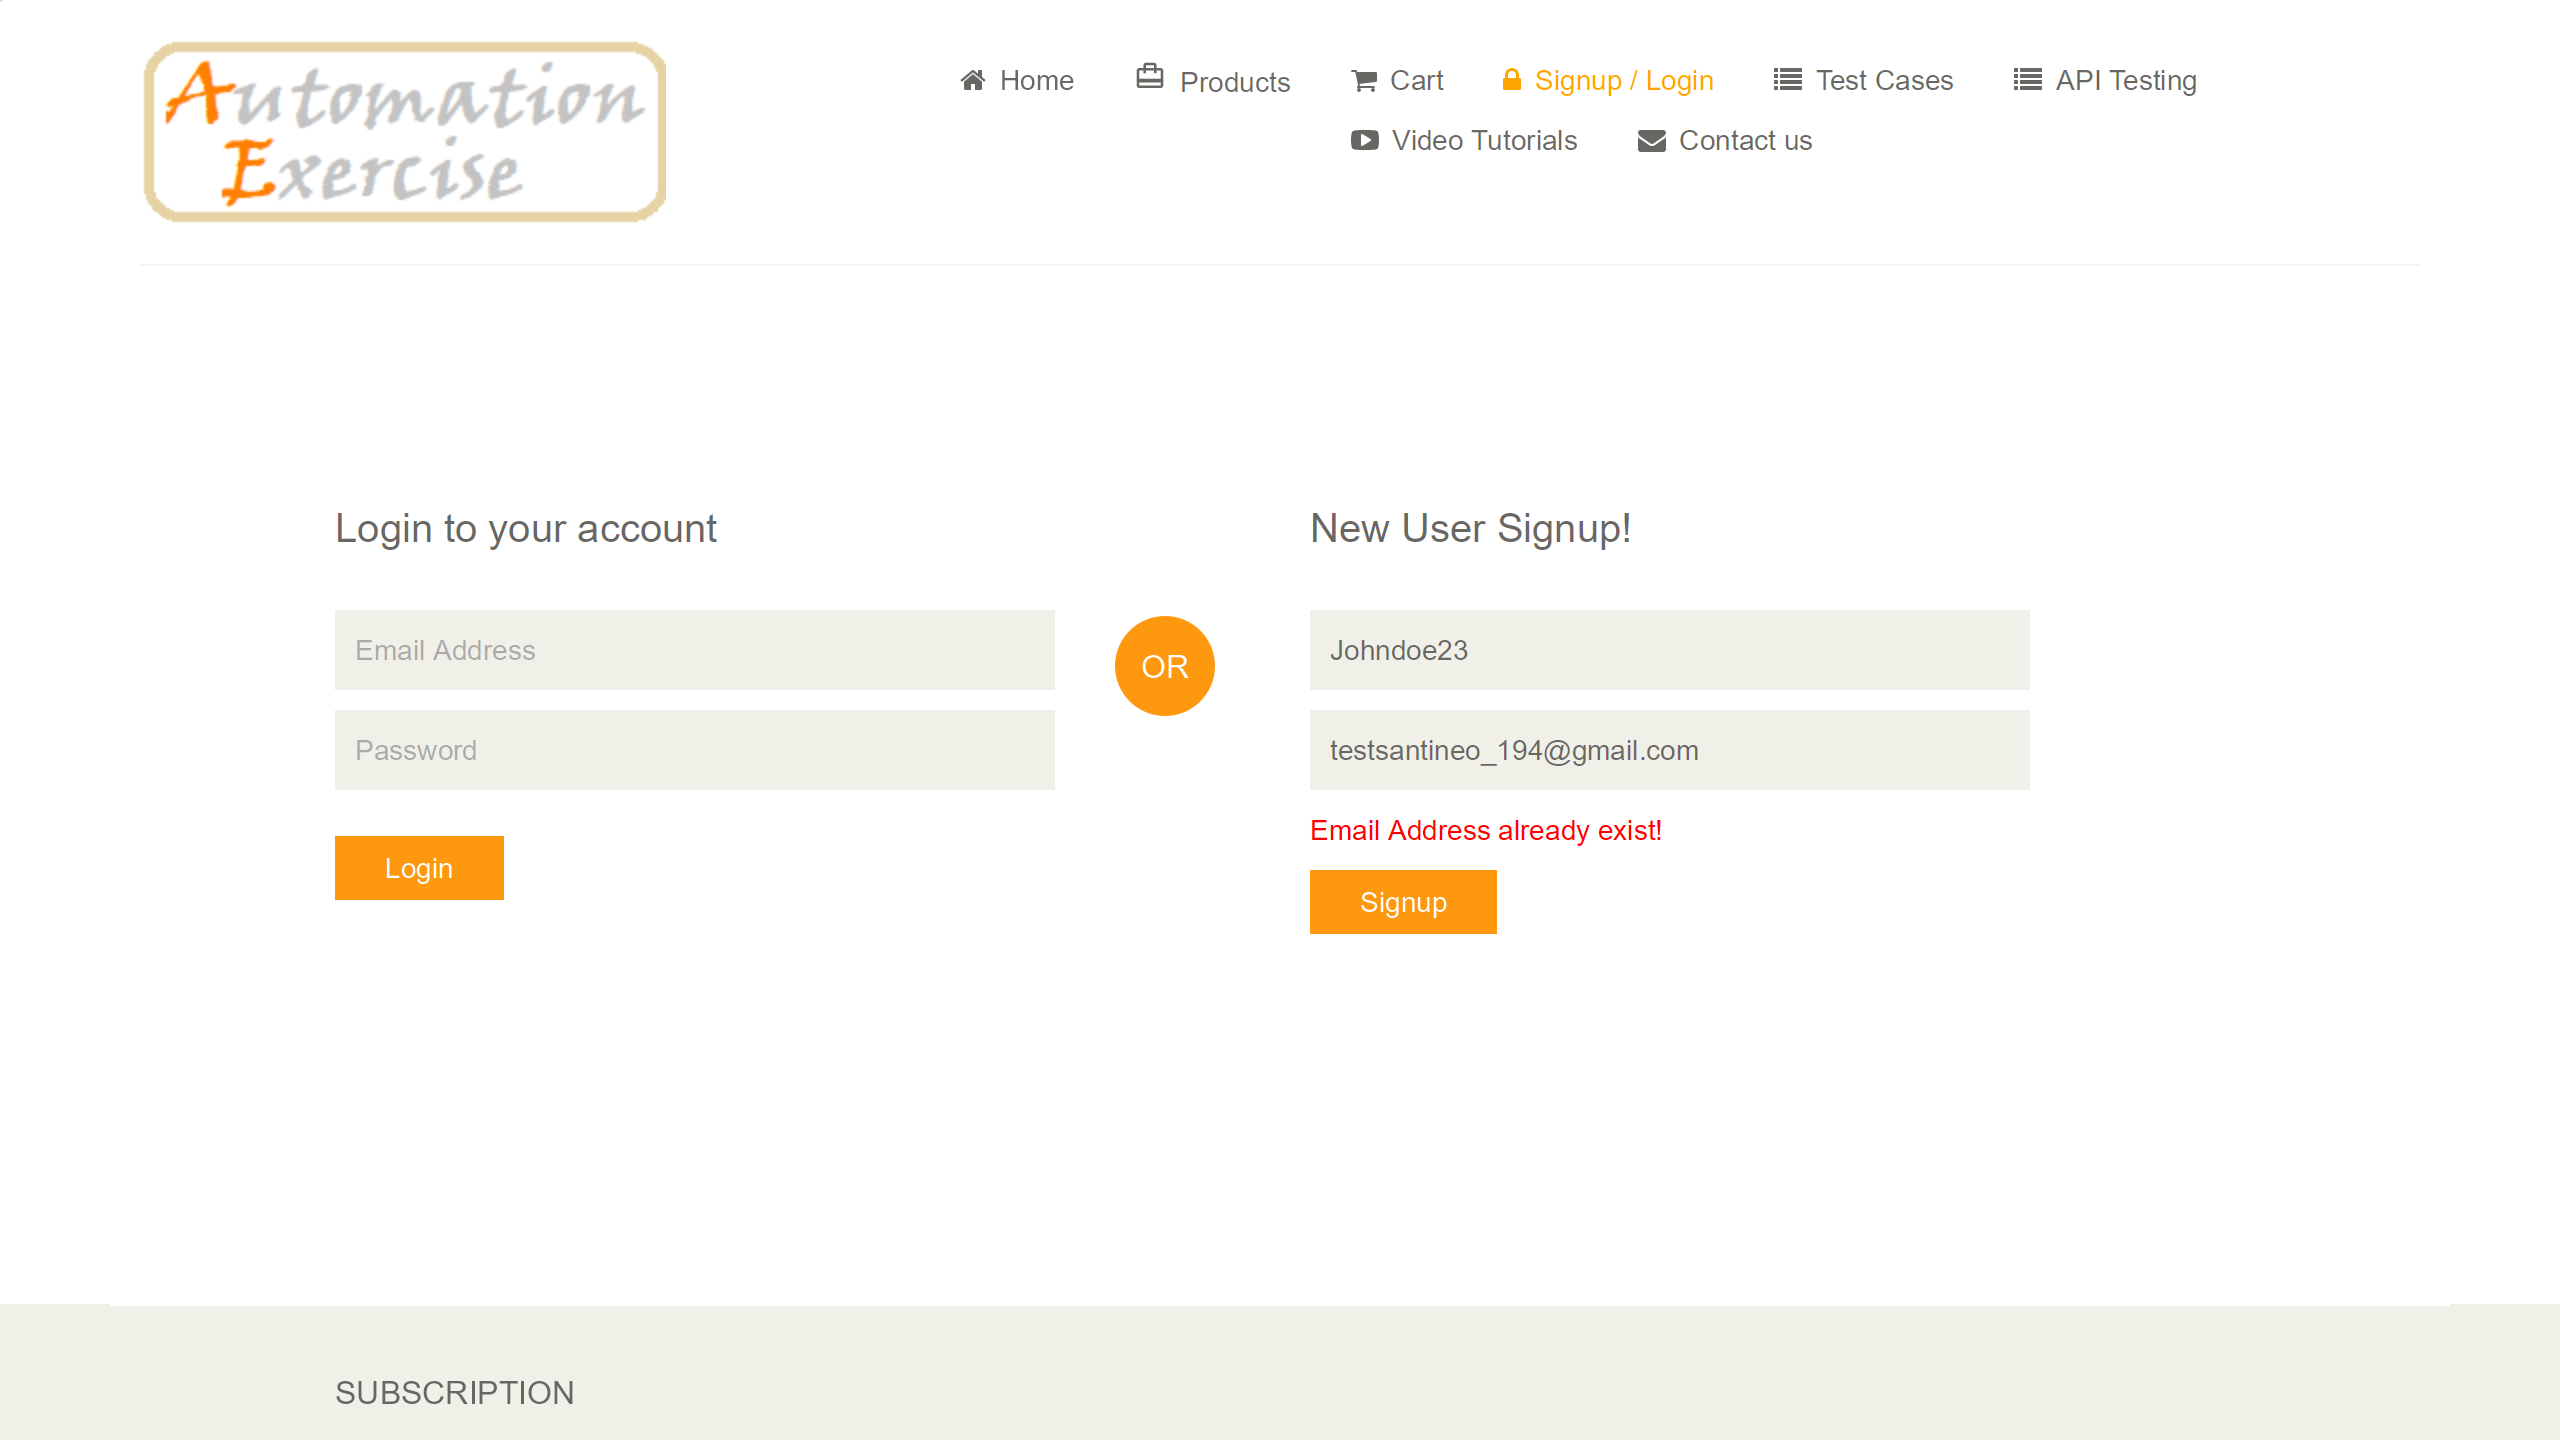 Automation
Exercise
Home Products Cart Signup / Login Test Cases API Testing
Video Tutorials Contact us
Login to your account
Email Address
Password
Login
OR
New User Signup!
Johndoe23
testsantineo_194@gmail.com
Email Address already exist!
Signup
SUBSCRIPTION